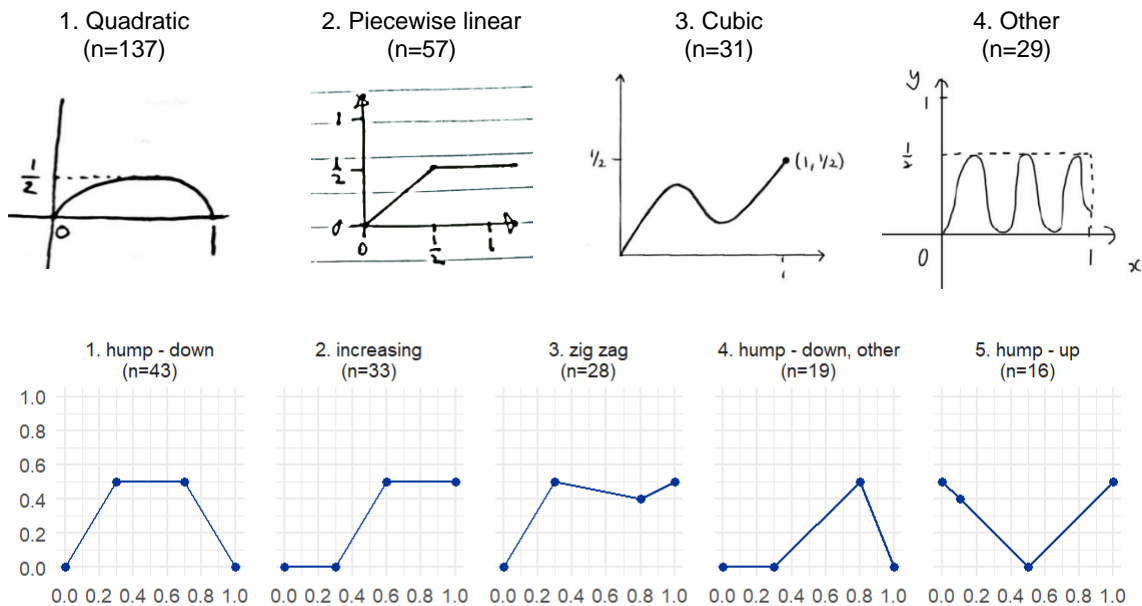 1. Quadratic
(n=137)
2. Piecewise linear
(n=57)
3. Cubic
(n=31)
4. Other
(n=29)
1/2
0
1
1
1/2
0
0
1/2
1
1/2
(1, 1/2)
1
y
1
1/2
0
1
x
1. hump - down
(n=43)
2. increasing
(n=33)
3. zig zag
(n=28)
4. hump - down, other
(n=19)
5. hump - up
(n=16)
1.0
0.8
0.6
0.4
0.2
0.0
0.0 0.2 0.4 0.6 0.8 1.0
0.0 0.2 0.4 0.6 0.8 1.0
0.0 0.2 0.4 0.6 0.8 1.0
0.0 0.2 0.4 0.6 0.8 1.0
0.0 0.2 0.4 0.6 0.8 1.0